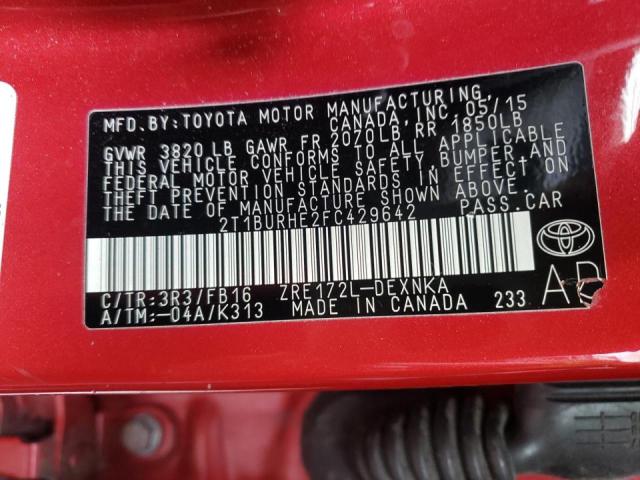 MFD. BY: TOYOTA MOTOR MANUFACTURING,
CANADA, INC. 05/15
GVWR 3820 LB GAWR FR 2070LB, RR 1850LB
THIS VEHICLE CONFORMS TO ALL APPLICABLE
FEDERAL MOTOR VEHICLE SAFETY, BUMPER, AND
THEFT PREVENTION STANDARDS IN EFFECT ON
THE DATE OF MANUFACTURE SHOWN ABOVE.
2T1BURHE2FC429642 PASS. CAR
C/TR:3R3/FB16 ZRE172L-DEXNKA
A/TM:-04A/K313 MADE IN CANADA 233